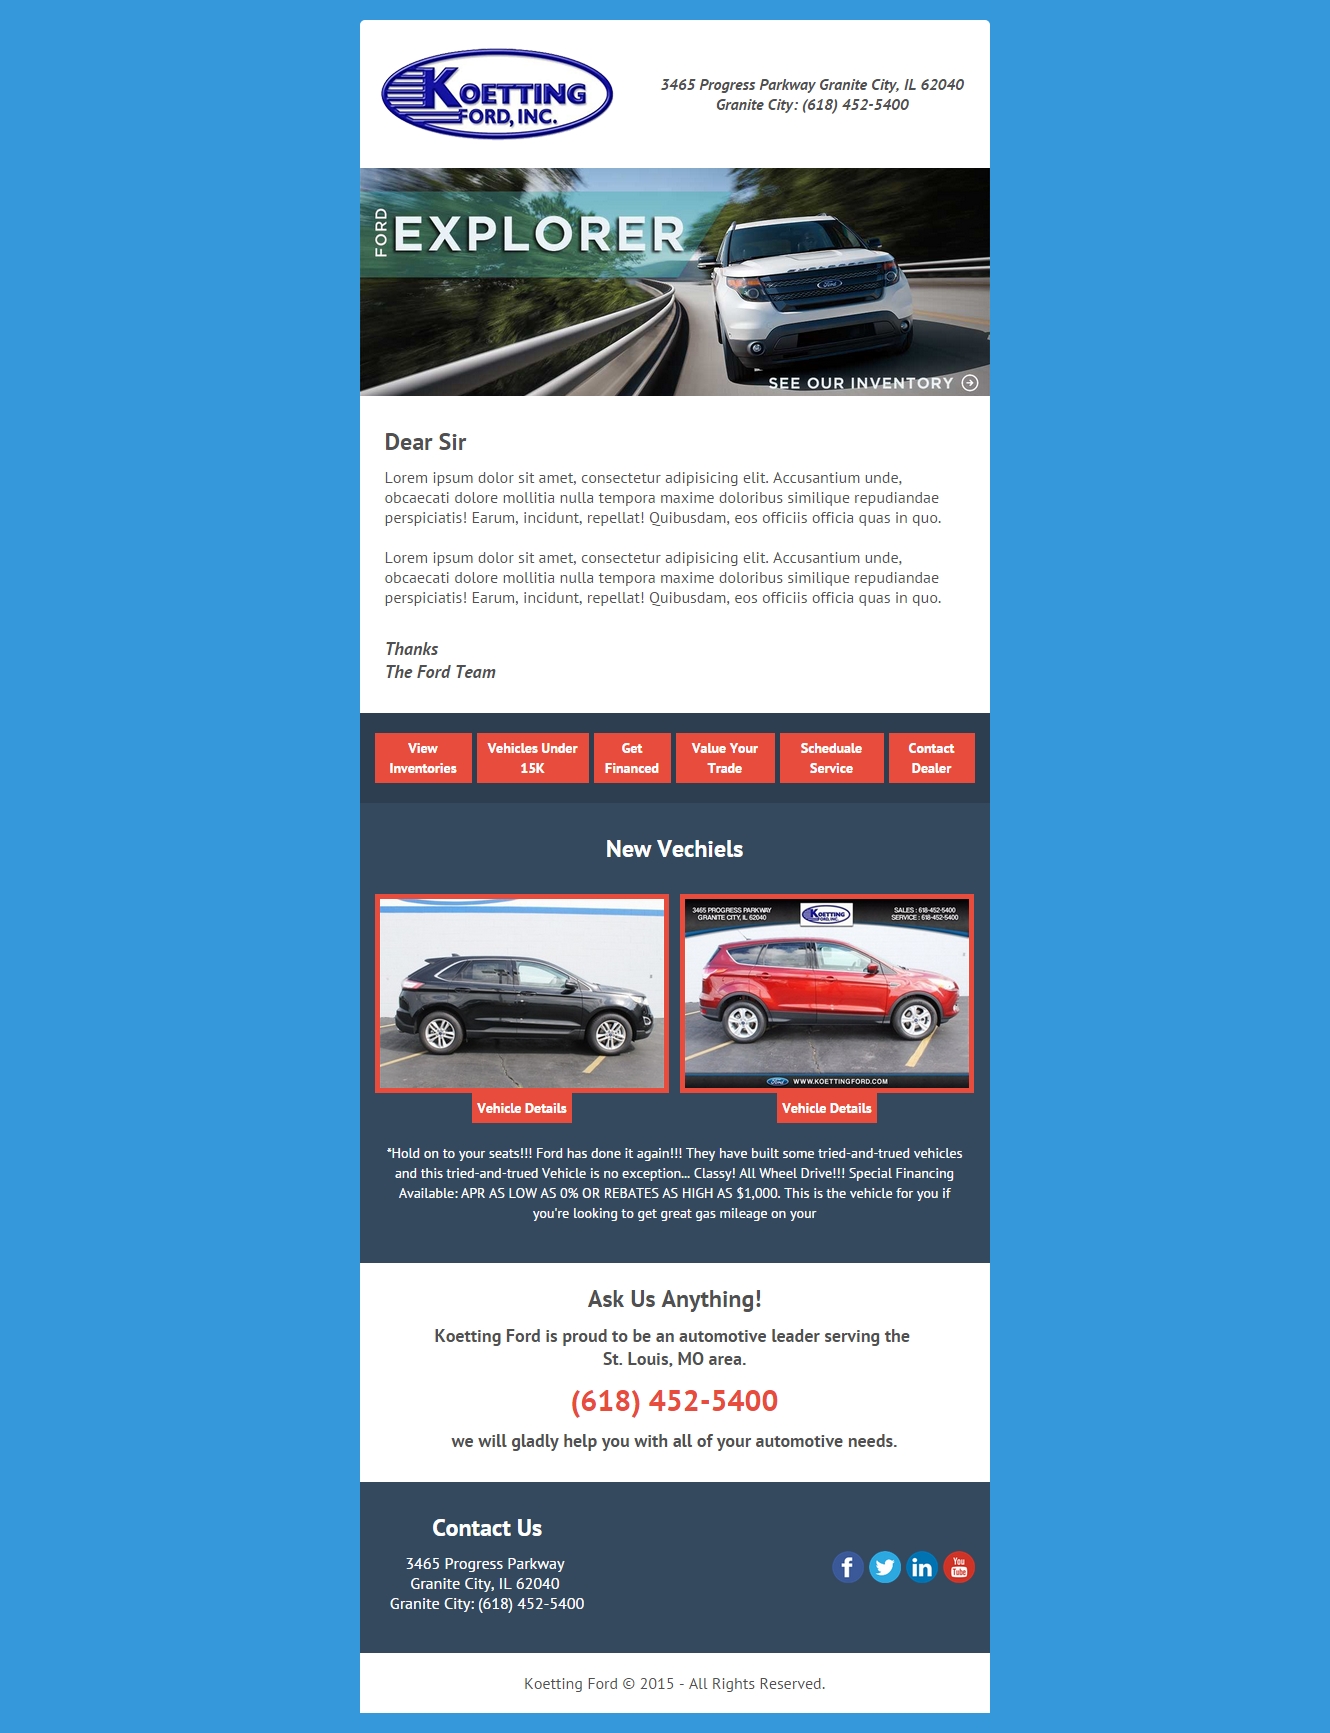 KOETTING
FORD, INC.
3465 Progress Parkway Granite City, IL 62040
Granite City: (618) 452-5400
FORD
EXPLORER
EXPLORER
Ford
SEE OUR INVENTORY
Dear Sir
Lorem ipsum dolor sit amet, consectetur adipisicing elit. Accusantium unde,
obcaecati dolore mollitia nulla tempora maxime doloribus similique repudiandae
perspiciatis! Earum, incidunt, repellat! Quibusdam, eos officiis officia quas in quo.
Lorem ipsum dolor sit amet, consectetur adipisicing elit. Accusantium unde,
obcaecati dolore mollitia nulla tempora maxime doloribus similique repudiandae
perspiciatis! Earum, incidunt, repellat! Quibusdam, eos officiis officia quas in quo.
Thanks
The Ford Team
View
Inventories
Vehicles Under
15K
Get
Financed
Value Your
Trade
Scheduale
Service
Contact
Dealer
New Vechiels
3465 PROGRESS PARKWAY
GRANITE CITY, IL 62040
KOETTING
FORD, INC.
SALES : 618-452-5400
SERVICE : 618-452-5400
Ford
WWW.KOETTINGFORD.COM
Vehicle Details
Vehicle Details
*Hold on to your seats!!! Ford has done it again!!! They have built some tried-and-trued vehicles
and this tried-and-trued Vehicle is no exception... Classy! All Wheel Drive!!! Special Financing
Available: APR AS LOW AS 0% OR REBATES AS HIGH AS $1,000. This is the vehicle for you if
you're looking to get great gas mileage on your
Ask Us Anything!
Koetting Ford is proud to be an automotive leader serving the
St. Louis, MO area.
(618) 452-5400
we will gladly help you with all of your automotive needs.
Contact Us
3465 Progress Parkway
Granite City, IL 62040
Granite City: (618) 452-5400
f
in
You
Tube
Koetting Ford © 2015 - All Rights Reserved.